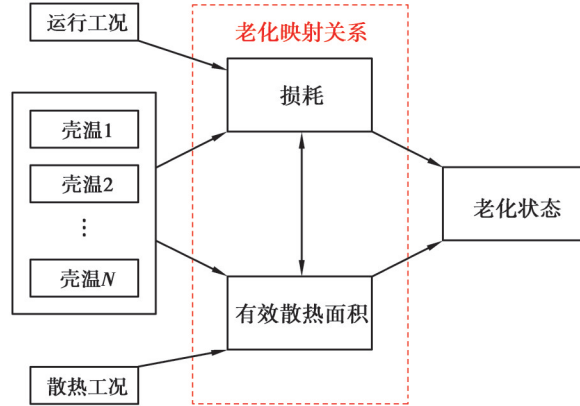 运行工况
老化映射关系
损耗
壳温1
壳温2
⋮
壳温N
老化状态
有效散热面积
散热工况